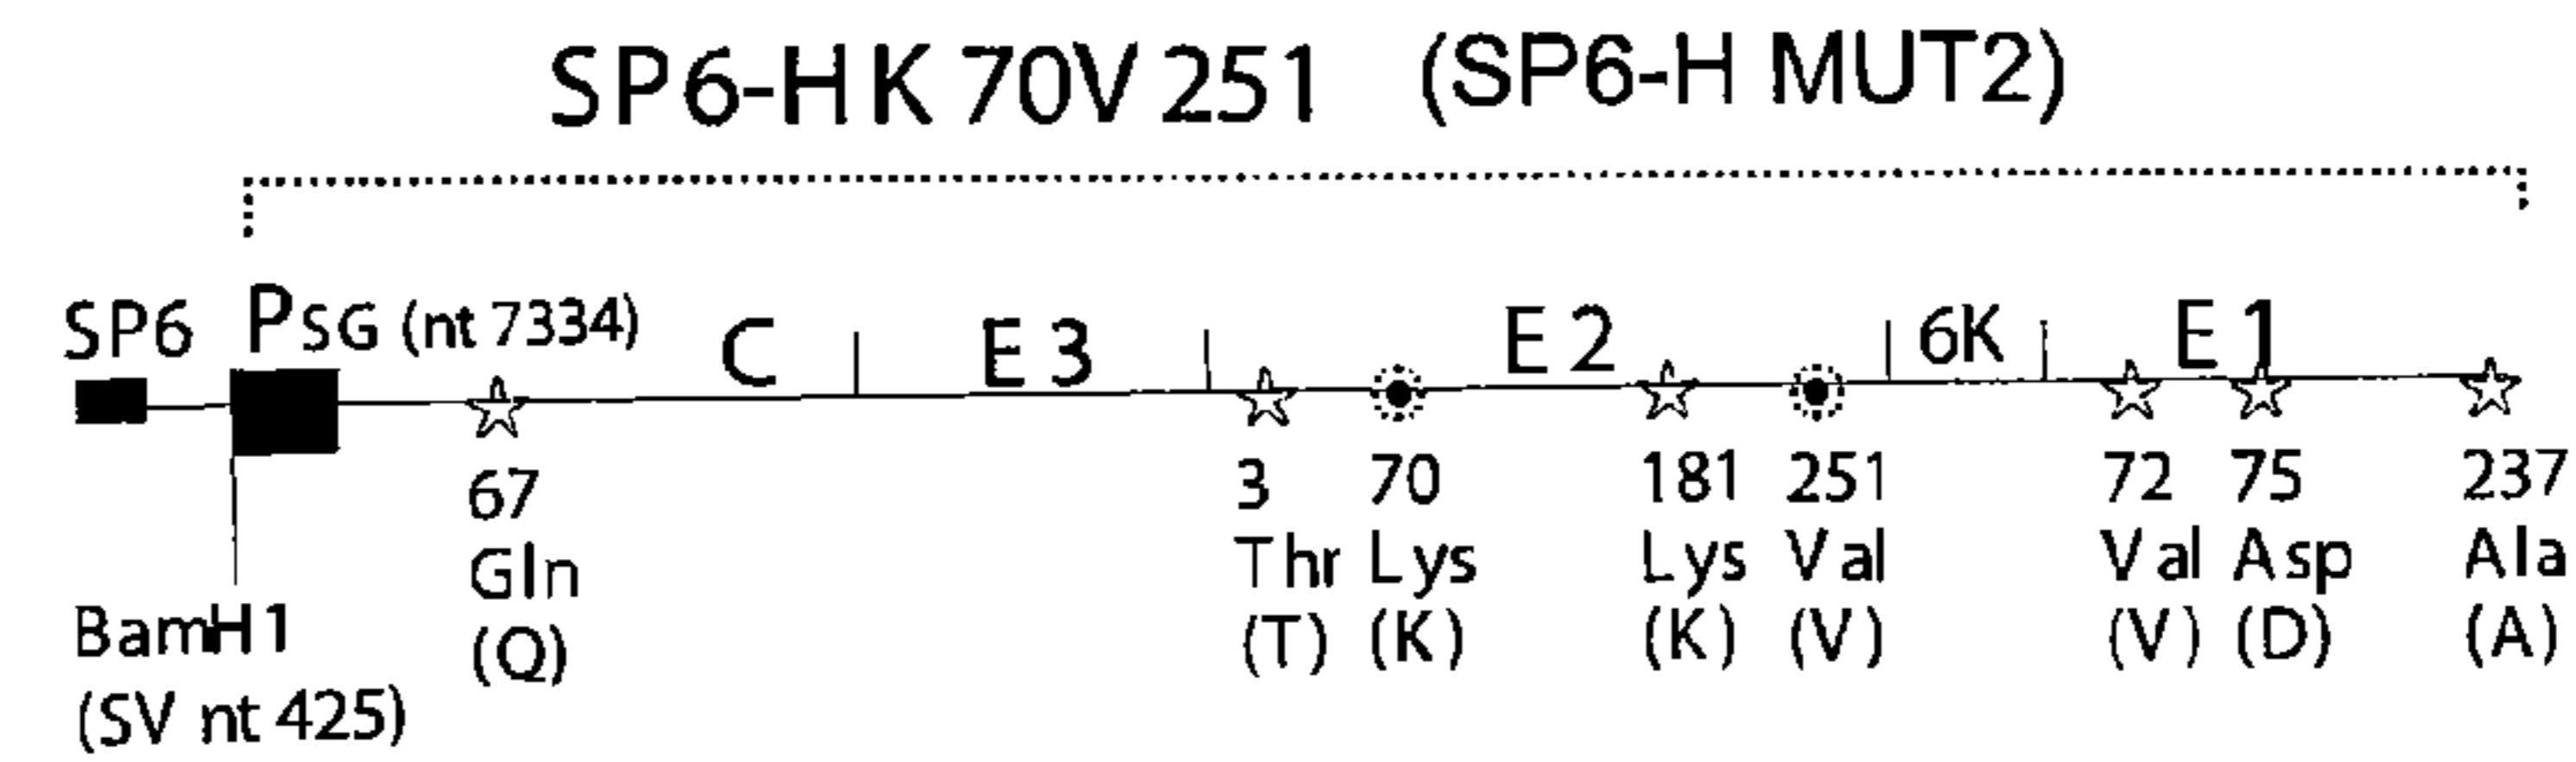 SP6-HK 70V 251 (SP6-H MUT2)
SP6 PSG (nt 7334) C E3 E2 6K E1
67 3 70 181 251 72 75 237
Gln Thr Lys Lys Val Val Asp Ala
(Q) (T) (K) (K) (V) (V) (D) (A)
BamH1
(SV nt 425)